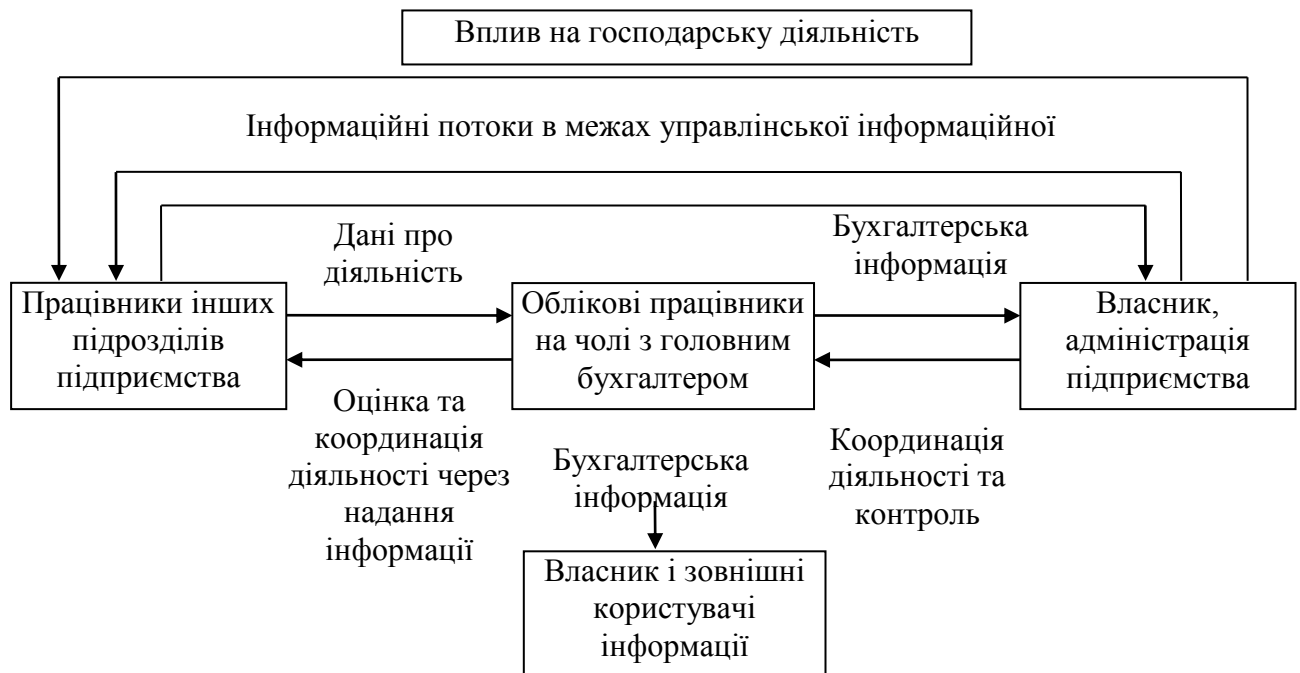 Вплив на господарську діяльність
Інформаційні потоки в межах управлінської інформаційної
Дані про
діяльність
Бухгалтерська
інформація
Працівники інших
підрозділів
підприємства
Облікові працівники
на чолі з головним
бухгалтером
Власник,
адміністрація
підприємства
Оцінка та
координація
діяльності через
надання
інформації
Бухгалтерська
інформація
Координація
діяльності та
контроль
Власник і зовнішні
користувачі
інформації